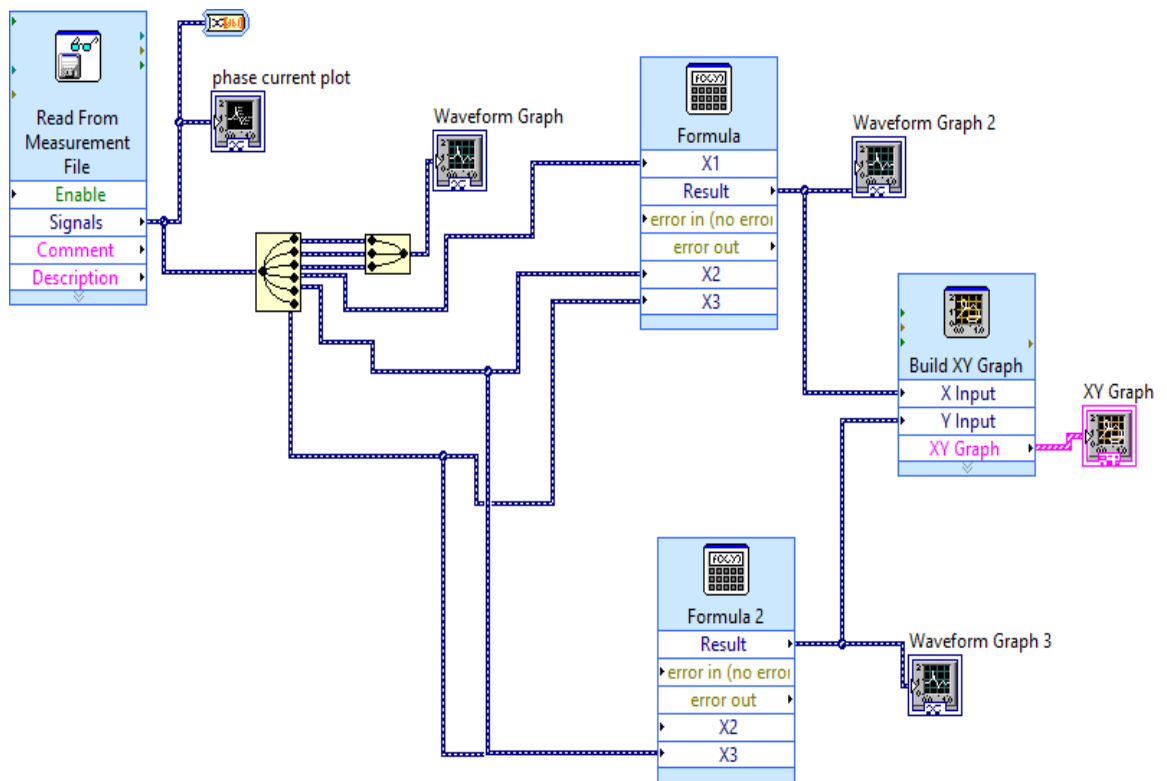 Read From
Measurement
File
Enable
Signals
Comment
Description
phase current plot
Waveform Graph
Formula
X1
Result
error in (no error
error out
X2
X3
Waveform Graph 2
Build XY Graph
X Input
Y Input
XY Graph
XY Graph
Formula 2
Result
error in (no error
error out
X2
X3
Waveform Graph 3